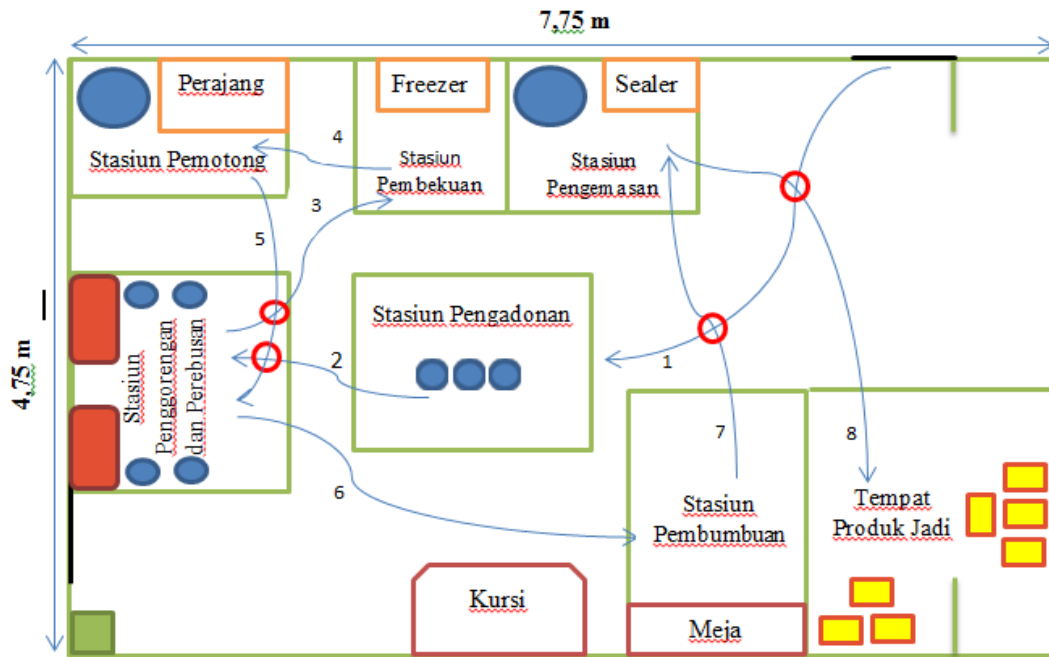 7,75 m
4,75 m
Perajang
Stasiun Pemotong
Freezer
Stasiun
Pembekuan
Sealer
Stasiun
Pengemasan
4
3
5
Stasiun
Penggorengan
dan Perebusan
2
Stasiun Pengadonan
1
6
7
8
Stasiun
Pembumbuan
Tempat
Produk Jadi
Kursi
Meja